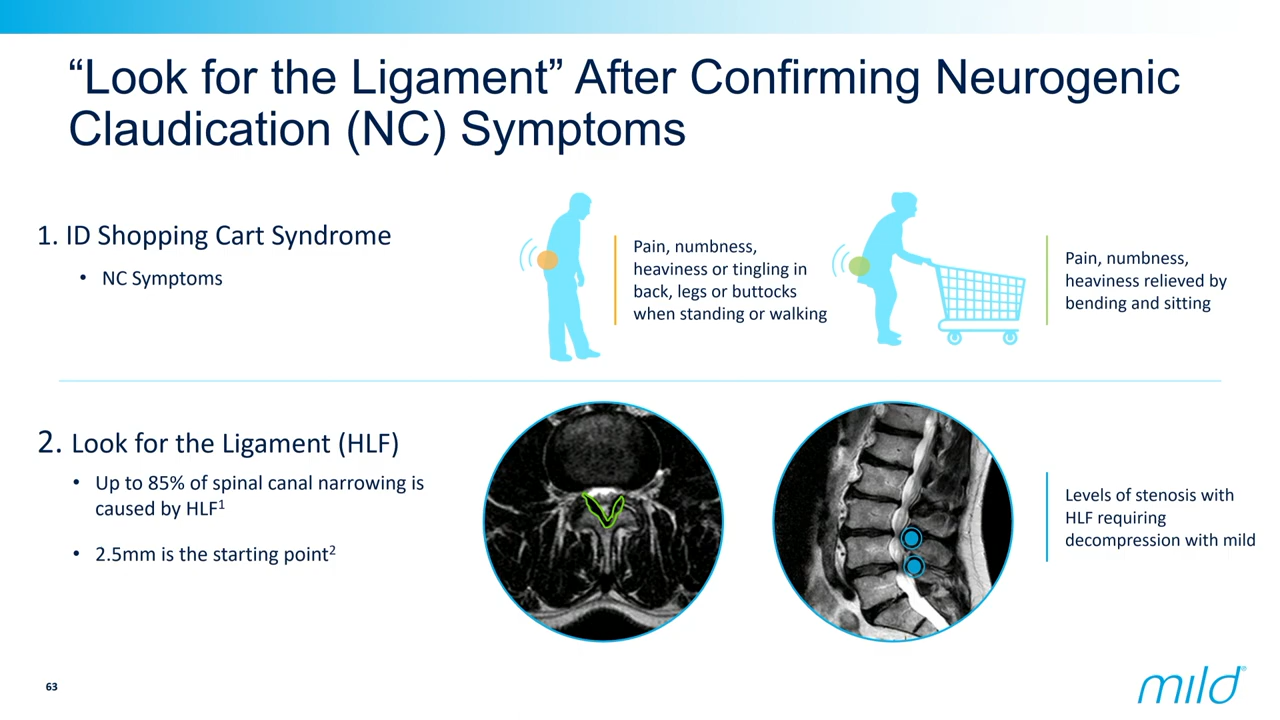 “Look for the Ligament” After Confirming Neurogenic
Claudication (NC) Symptoms
1. ID Shopping Cart Syndrome
• NC Symptoms
Pain, numbness,
heaviness or tingling in
back, legs or buttocks
when standing or walking
Pain, numbness,
heaviness relieved by
bending and sitting
2. Look for the Ligament (HLF)
• Up to 85% of spinal canal narrowing is
caused by HLF1
• 2.5mm is the starting point2
Levels of stenosis with
HLF requiring
decompression with mild
63
mild®